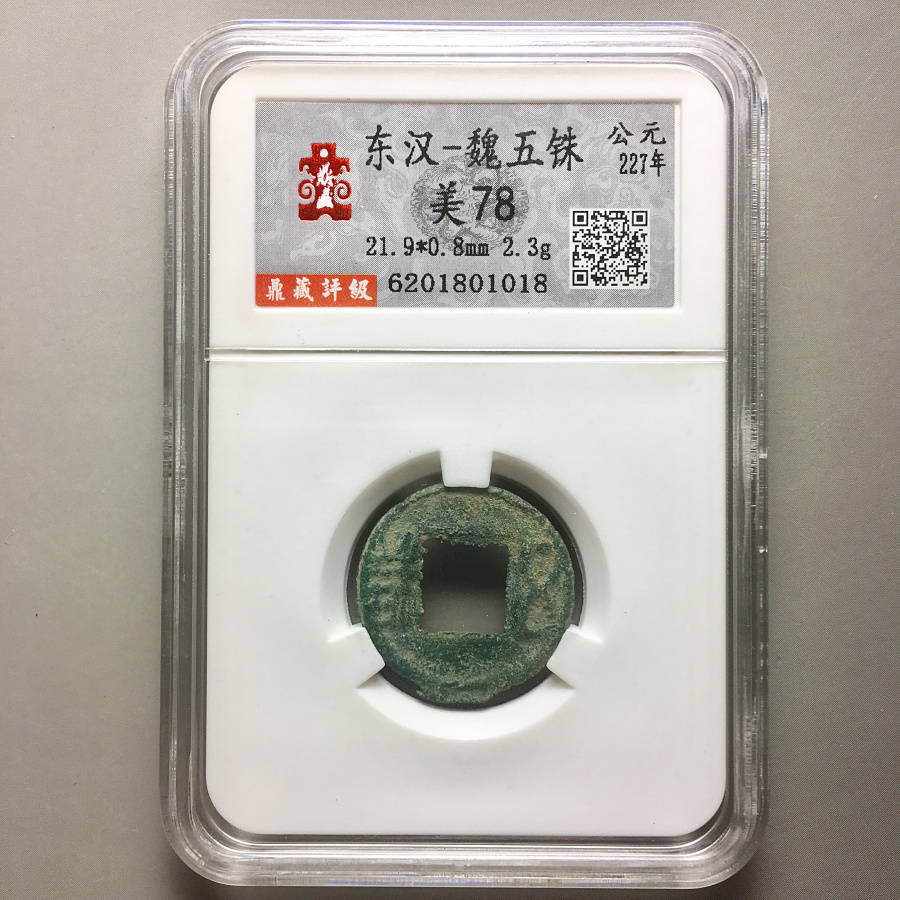 东汉-魏五铢
公元
227年
美78
21.9*0.8mm 2.3g
鼎藏評級
6201801018